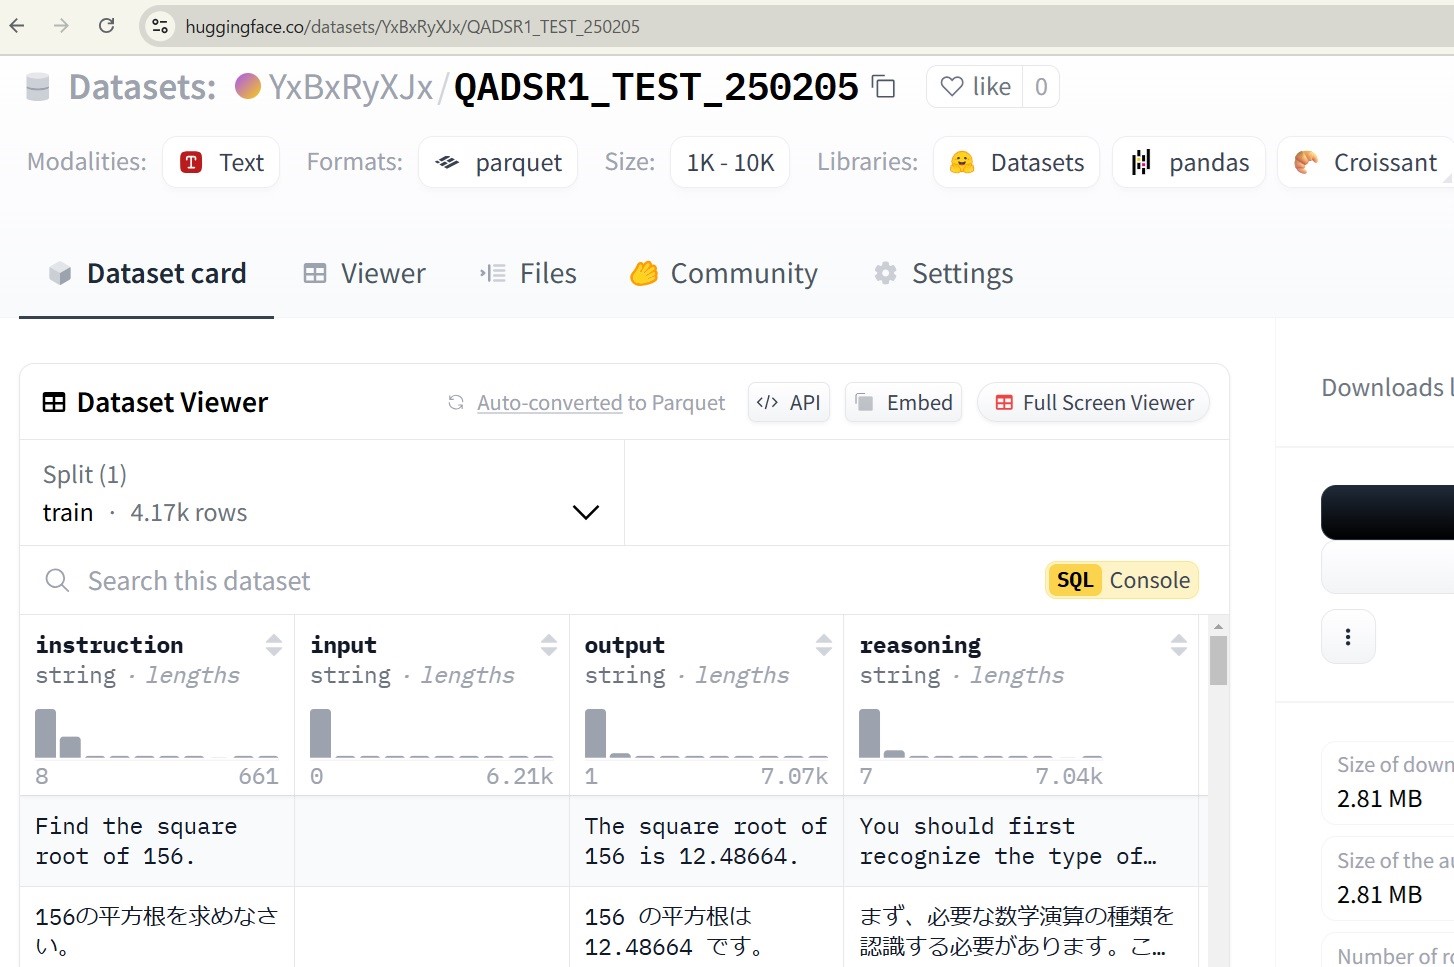 huggingface.co/datasets/YxBxRyXJx/QADSR1_TEST_250205
Datasets: YxBxRyXJx/QADSR1_TEST_250205 like 0
Modalities: Text Formats: parquet Size: 1K - 10K Libraries: Datasets pandas Croissant
Dataset card Viewer Files Community Settings
Dataset Viewer Auto-converted to Parquet </> API Embed Full Screen Viewer
Downloads
Split (1)
train · 4.17k rows
Search this dataset SQL Console
instruction input output reasoning
string · lengths string · lengths string · lengths string · lengths
8 661 0 6.21k 1 7.07k 7 7.04k
Find the square
root of 156.
The square root of
156 is 12.48664.
You should first
recognize the type of…
156の平方根を求めなさ
い。
156 の平方根は
12.48664 です。
まず、必要な数学演算の種類を
認識する必要があります。こ…
Size of down
2.81 MB
Size of the au
2.81 MB
Number of ro